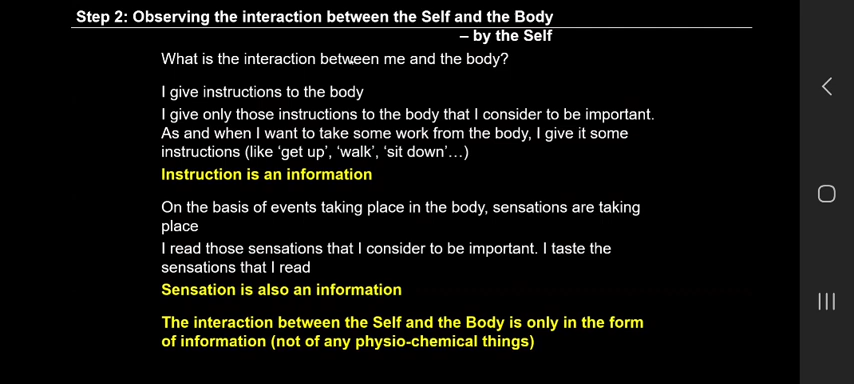 Step 2: Observing the interaction between the Self and the Body
– by the Self
What is the interaction between me and the body?
I give instructions to the body
I give only those instructions to the body that I consider to be important.
As and when I want to take some work from the body, I give it some
instructions (like ‘get up’, ‘walk’, ‘sit down’…)
Instruction is an information
On the basis of events taking place in the body, sensations are taking
place
I read those sensations that I consider to be important. I taste the
sensations that I read
Sensation is also an information
The interaction between the Self and the Body is only in the form
of information (not of any physio-chemical things)